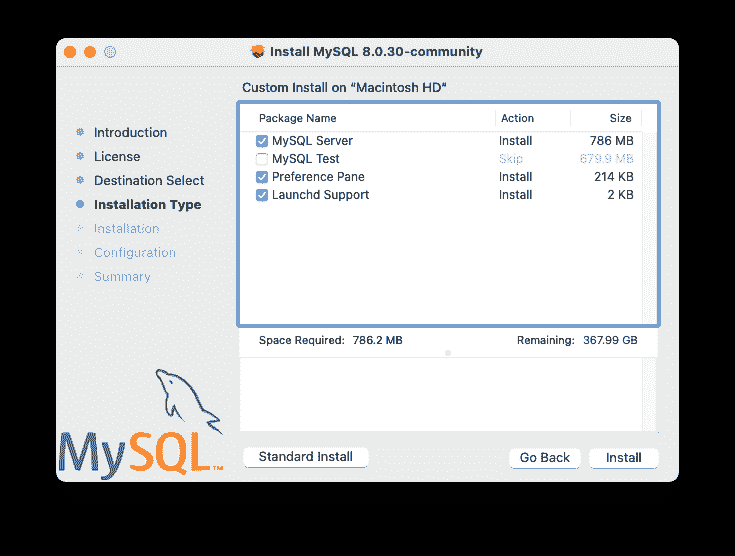 Install MySQL 8.0.30-community
Custom Install on "Macintosh HD"
Package Name Action Size
MySQL Server Install 786 MB
MySQL Test Skip 679.9 MB
Preference Pane Install 214 KB
Launchd Support Install 2 KB
Introduction
License
Destination Select
Installation Type
Installation
Configuration
Summary
Space Required: 786.2 MB Remaining: 367.99 GB
MySQL™
Standard Install Go Back Install